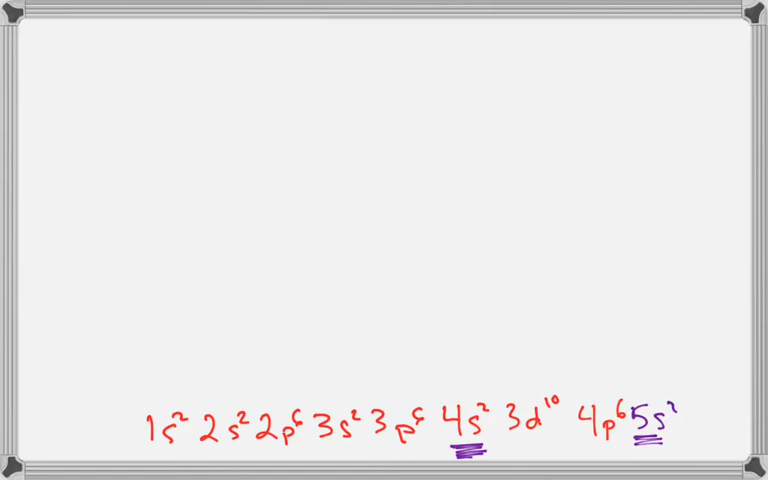 1s² 2s² 2p⁶ 3s² 3p⁶ 4s² 3d¹⁰ 4p⁶ 5s²